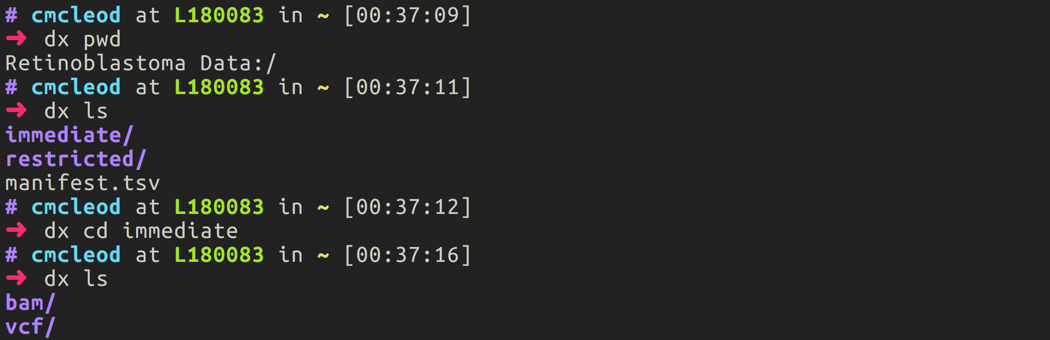 # cmcleod at L180083 in ~ [00:37:09]
➜ dx pwd
Retinoblastoma Data:/
# cmcleod at L180083 in ~ [00:37:11]
➜ dx ls
immediate/
restricted/
manifest.tsv
# cmcleod at L180083 in ~ [00:37:12]
➜ dx cd immediate
# cmcleod at L180083 in ~ [00:37:16]
➜ dx ls
bam/
vcf/